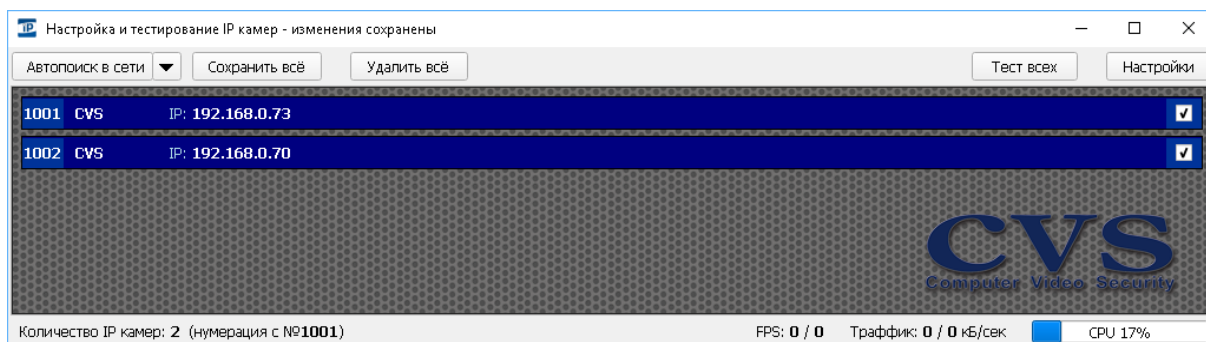 Настройка и тестирование IP камер - изменения сохранены
Автопоиск в сети Сохранить всё Удалить всё Тест всех Настройки
1001 CVS IP: 192.168.0.73
1002 CVS IP: 192.168.0.70
CVS
Computer Video Security
Количество IP камер: 2 (нумерация с №1001) FPS: 0 / 0 Траффик: 0 / 0 кБ/сек CPU 17%